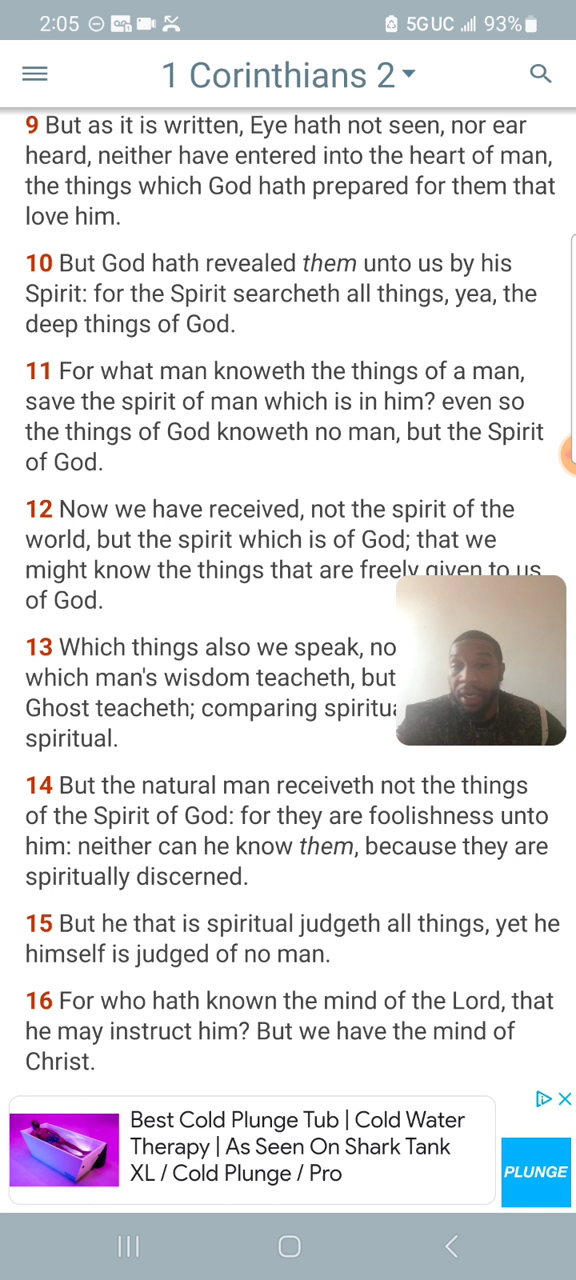 2:05 5G UC 93%
1 Corinthians 2
9 But as it is written, Eye hath not seen, nor ear
heard, neither have entered into the heart of man,
the things which God hath prepared for them that
love him.
10 But God hath revealed them unto us by his
Spirit: for the Spirit searcheth all things, yea, the
deep things of God.
11 For what man knoweth the things of a man,
save the spirit of man which is in him? even so
the things of God knoweth no man, but the Spirit
of God.
12 Now we have received, not the spirit of the
world, but the spirit which is of God; that we
might know the things that are freely given to us
of God.
13 Which things also we speak, no
which man's wisdom teacheth, but
Ghost teacheth; comparing
spiritual.
14 But the natural man receiveth not the things
of the Spirit of God: for they are foolishness unto
him: neither can he know them, because they are
spiritually discerned.
15 But he that is spiritual judgeth all things, yet he
himself is judged of no man.
16 For who hath known the mind of the Lord, that
he may instruct him? But we have the mind of
Christ.
Best Cold Plunge Tub | Cold Water
Therapy | As Seen On Shark Tank
XL / Cold Plunge / Pro
PLUNGE